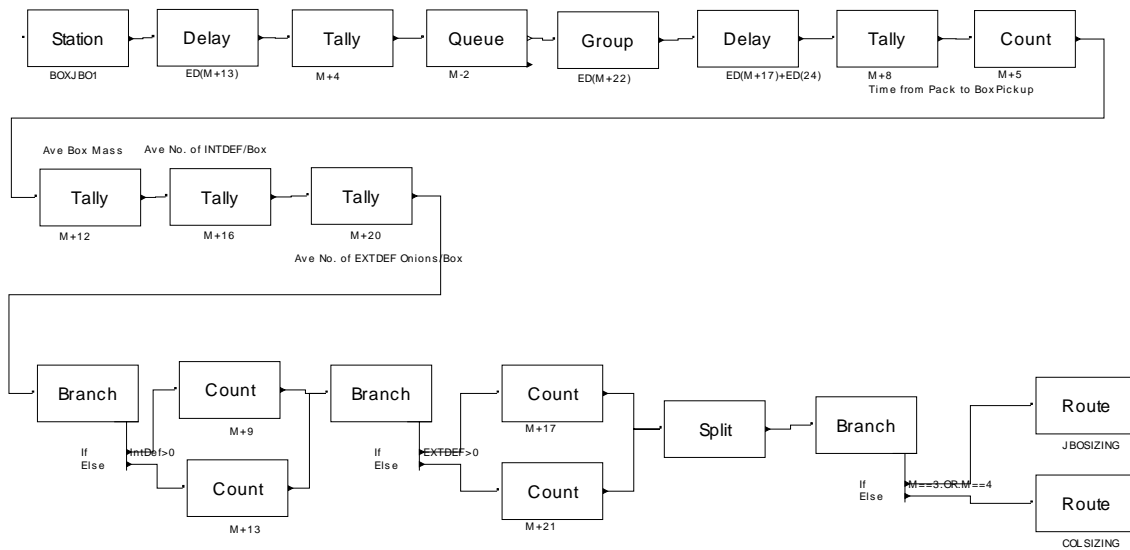 Station
Delay
Tally
Queue
Group
Delay
Tally
Count
BOXJBO1
ED(M+13)
M+4
M-2
ED(M+22)
ED(M+17)+ED(24)
M+8
M+5
Time from Pack to BoxPickup
Ave Box Mass
Ave No. of INTDEF/Box
Tally
Tally
Tally
M+12
M+16
M+20
Ave No. of EXTDEF Onions/Box
Branch
Count
Branch
Count
Split
Branch
Route
M+9
M+17
JBOSIZING
If
IntDef>0
Else
If
EXTDEF>0
Else
If
M==3.OR.M==4
Else
Count
Count
Route
M+13
M+21
COLSIZING